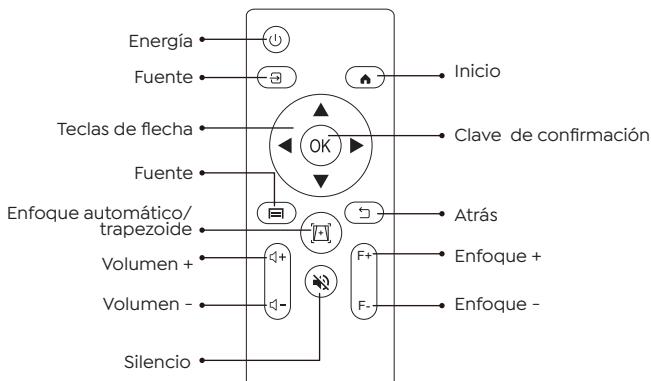 Energía
Fuente
Inicio
Teclas de flecha
OK
Clave de confirmación
Fuente
Enfoque automático/
trapezoide
Atrás
Volumen +
F+
Enfoque +
Volumen -
F-
Enfoque -
Silencio